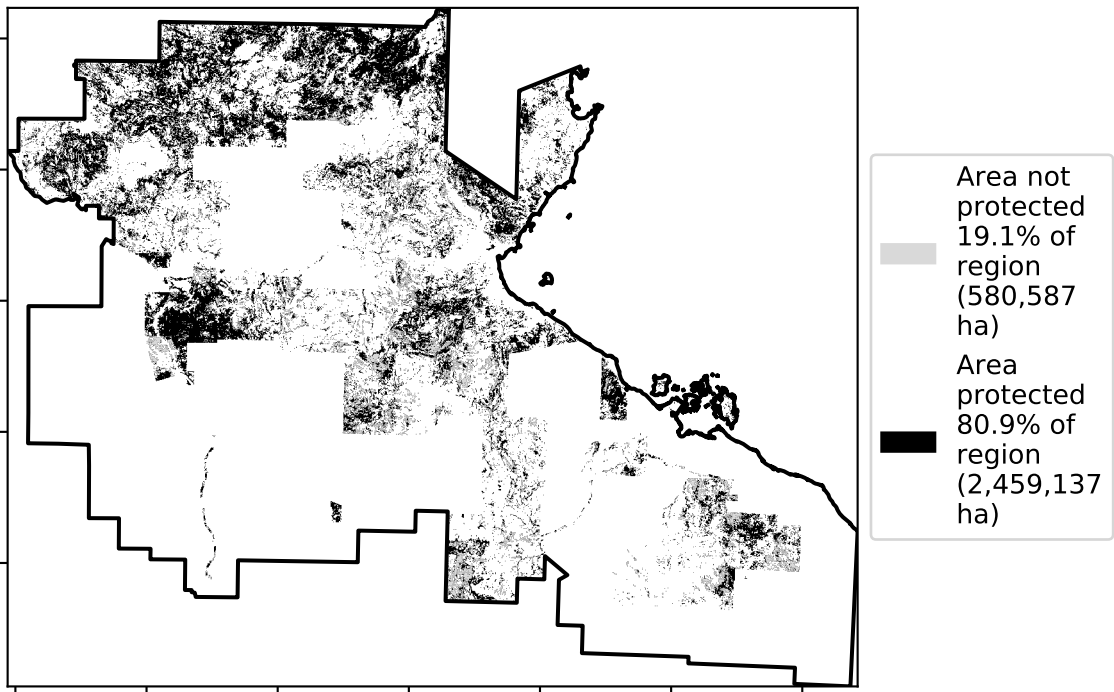 Area not
protected
19.1% of
region
(580,587
ha)
Area
protected
80.9% of
region
(2,459,137
ha)